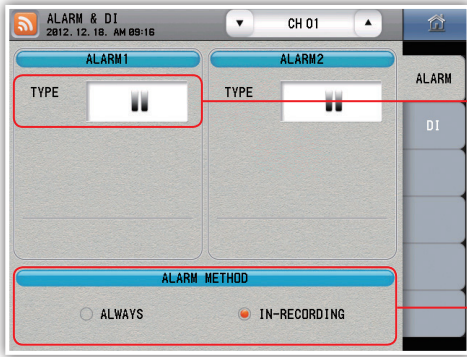 ALARM & DI
2012. 12. 18. AM 09:16
CH 01
ALARM1
ALARM2
ALARM
TYPE
TYPE
DI
ALARM METHOD
ALWAYS
IN-RECORDING